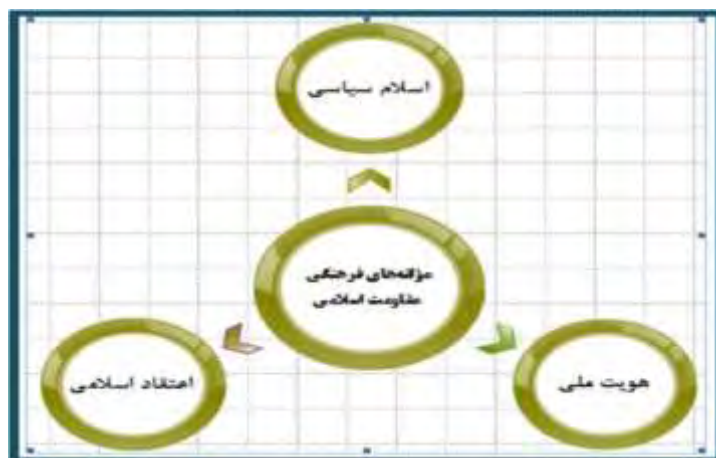 اسلام سیاسی
مؤلفه‌های فرهنگی
مقاومت اسلامی
هویت ملی
اعتقاد اسلامی